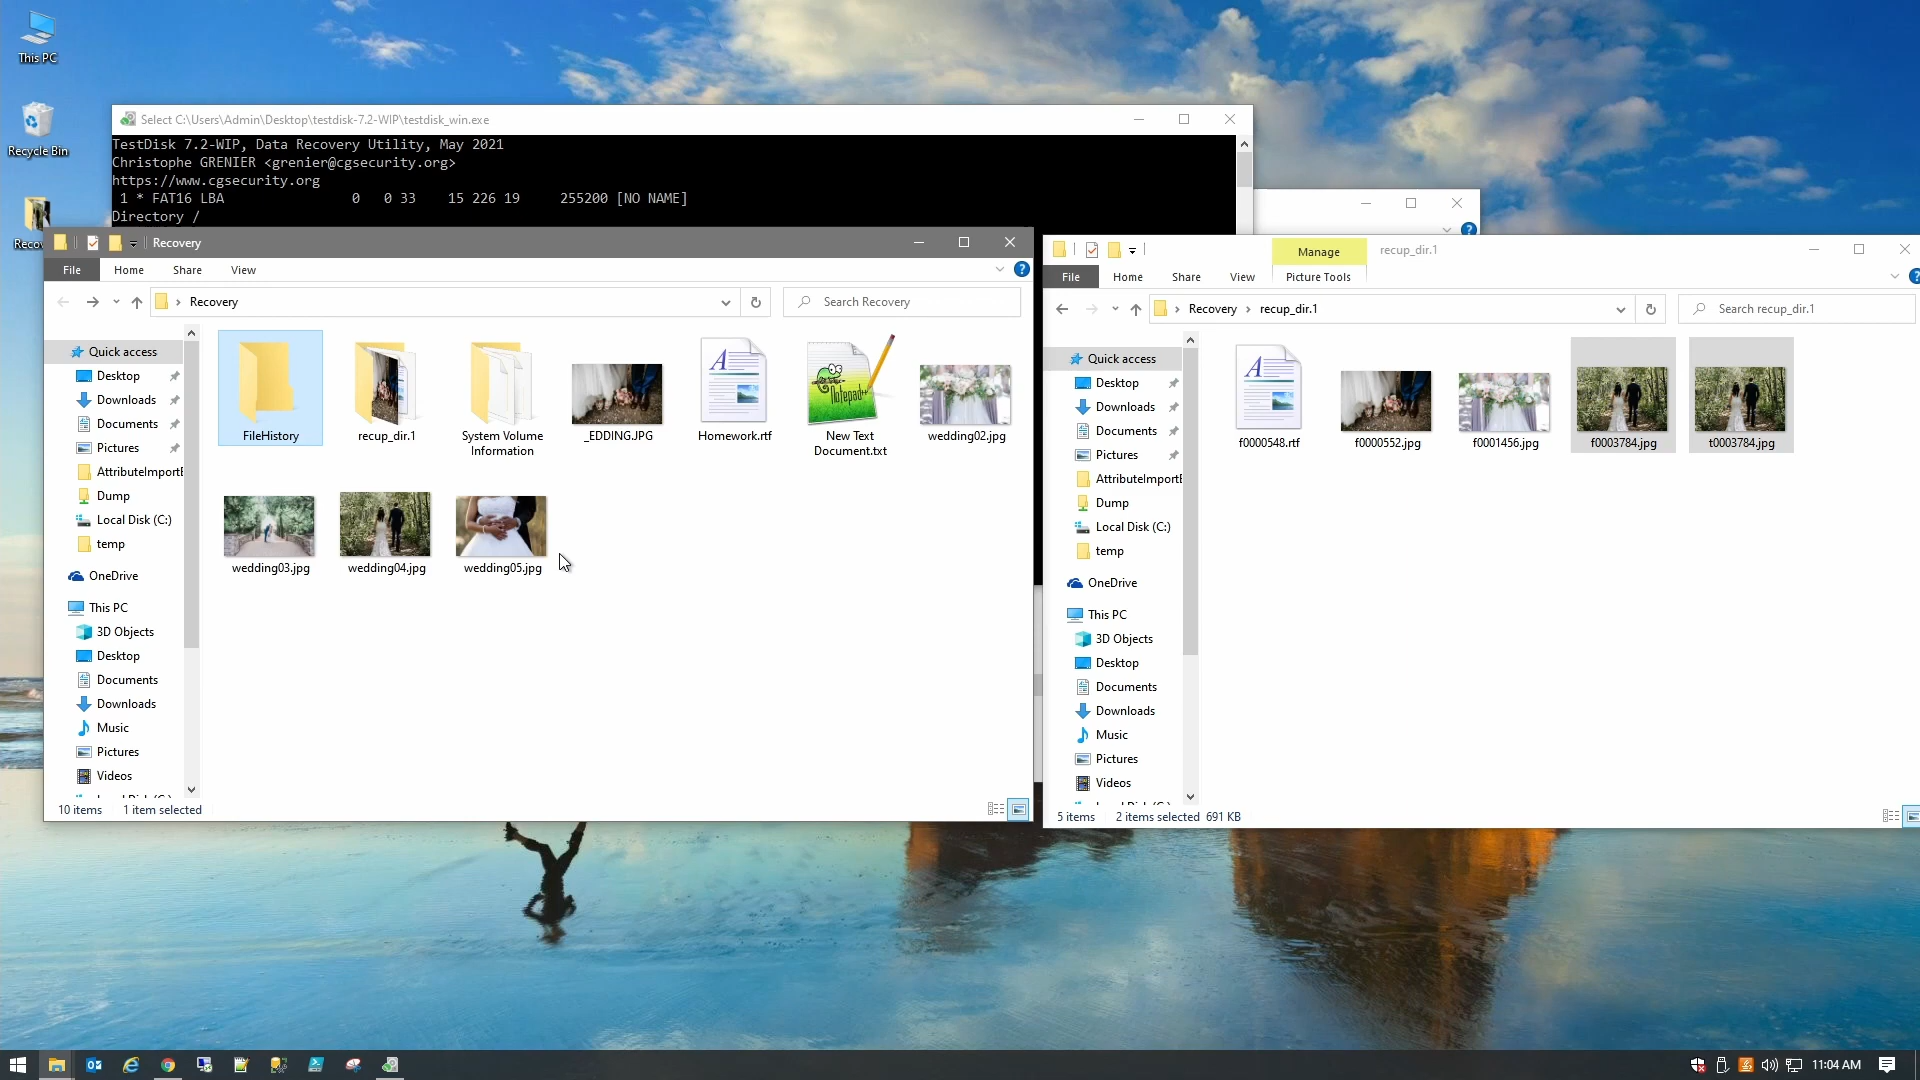 This PC
Recycle Bin
Recov
Select C:\Users\Admin\Desktop\testdisk-7.2-WIP\testdisk_win.exe
TestDisk 7.2-WIP, Data Recovery Utility, May 2021
Christophe GRENIER <grenier@cgsecurity.org>
https://www.cgsecurity.org
1 * FAT16 LBA 0 0 33 15 226 19 255200 [NO NAME]
Directory /
Recovery
File Home Share View
Recovery
Search Recovery
Quick access
Desktop
Downloads
Documents
Pictures
AttributeImportE
Dump
Local Disk (C:)
temp
OneDrive
This PC
3D Objects
Desktop
Documents
Downloads
Music
Pictures
Videos
FileHistory
recup_dir.1
System Volume
Information
_EDDING.JPG
Homework.rtf
New Text
Document.txt
wedding02.jpg
wedding03.jpg
wedding04.jpg
wedding05.jpg
10 items 1 item selected
Manage
recup_dir.1
File Home Share View Picture Tools
Recovery recup_dir.1
Search recup_dir.1
Quick access
Desktop
Downloads
Documents
Pictures
AttributeImportE
Dump
Local Disk (C:)
temp
OneDrive
This PC
3D Objects
Desktop
Documents
Downloads
Music
Pictures
Videos
f0000548.rtf
f0000552.jpg
f0001456.jpg
f0003784.jpg
t0003784.jpg
5 items 2 items selected 691 KB
11:04 AM